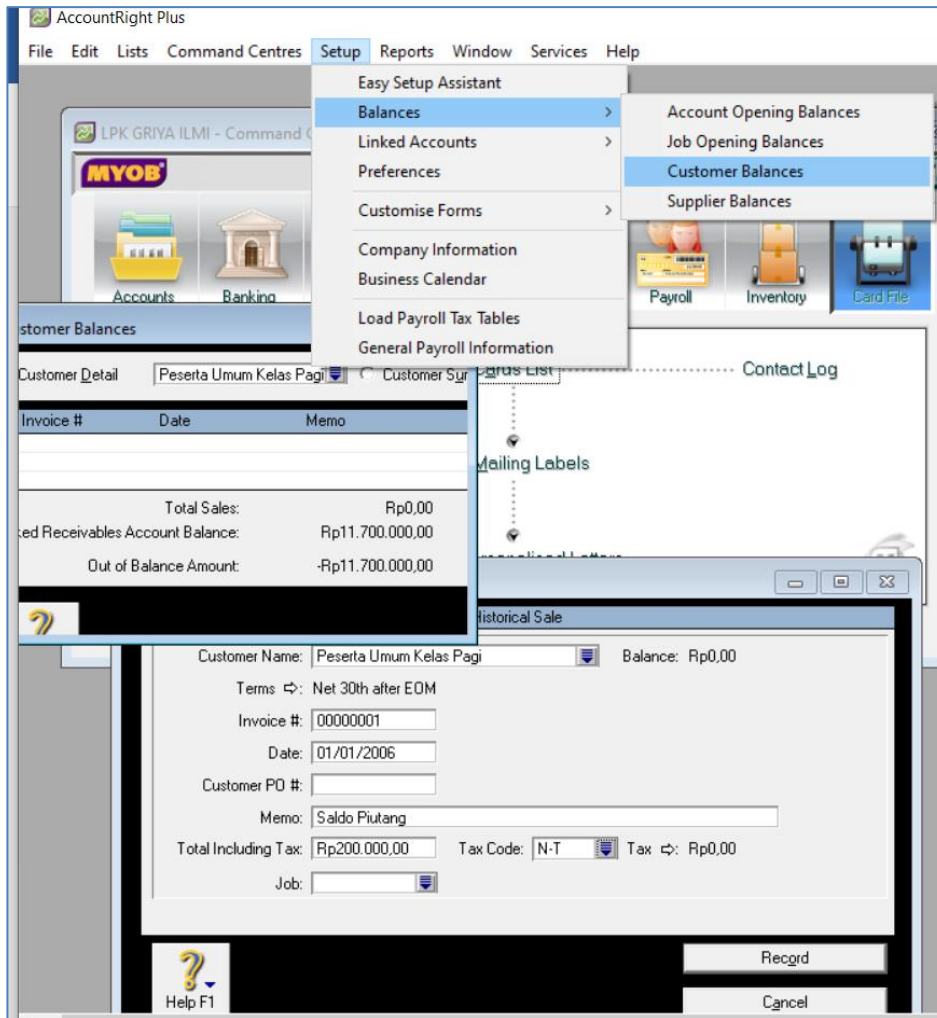 AccountRight Plus
File Edit Lists Command Centres Setup Reports Window Services Help
Easy Setup Assistant
Balances
Linked Accounts
Preferences
Customise Forms
Company Information
Business Calendar
Load Payroll Tax Tables
General Payroll Information
Account Opening Balances
Job Opening Balances
Customer Balances
Supplier Balances
LPK GRIYA ILMI - Command
MYOB
Accounts Banking Payroll Inventory Card File
Cards List Contact Log
Mailing Labels
stomer Balances
Customer Detail Peserta Umum Kelas Pagi Customer Sum
Invoice # Date Memo
Total Sales: Rp0,00
ked Receivables Account Balance: Rp11.700.000,00
Out of Balance Amount: -Rp11.700.000,00
Historical Sale
Customer Name: Peserta Umum Kelas Pagi Balance: Rp0,00
Terms ⇨: Net 30th after EOM
Invoice #: 00000001
Date: 01/01/2006
Customer PO #:
Memo: Saldo Piutang
Total Including Tax: Rp200.000,00 Tax Code: N-T Tax ⇨: Rp0,00
Job:
Help F1
Record
Cancel